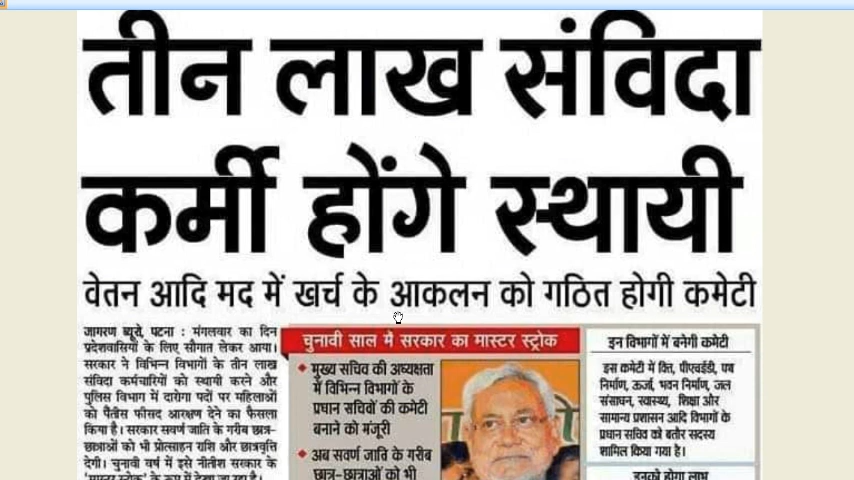 तीन लाख संविदा
कर्मी होंगे स्थायी
वेतन आदि मद में खर्च के आकलन को गठित होगी कमेटी
जागरण ब्यूरो, पटना : मंगलवार का दिन
प्रदेशवासियों के लिए सौगात लेकर आया।
सरकार ने विभिन्न विभागों के तीन लाख
संविदा कर्मचारियों को स्थायी करने और
पुलिस विभाग में दारोगा पदों पर महिलाओं
को पैंतीस फीसद आरक्षण देने का फैसला
किया है। सरकार सवर्ण जाति के गरीब छात्र-
छात्राओं को भी प्रोत्साहन राशि और छात्रवृत्ति
देगी। चुनावी वर्ष में इसे नीतीश सरकार के
'मास्टर स्ट्रोक' के रूप में देखा जा रहा है।
चुनावी साल में सरकार का मास्टर स्ट्रोक
मुख्य सचिव की अध्यक्षता
में विभिन्न विभागों के
प्रधान सचिवों की कमेटी
बनाने को मंजूरी
अब सवर्ण जाति के गरीब
छात्र-छात्राओं को भी
इन विभागों में बनेगी कमेटी
इस कमेटी में वित्त, पीएचईडी, पथ
निर्माण, ऊर्जा, भवन निर्माण, जल
संसाधन, स्वास्थ्य, शिक्षा और
सामान्य प्रशासन आदि विभागों के
प्रधान सचिव को बतौर सदस्य
शामिल किया गया है।
इनको होगा लाभ